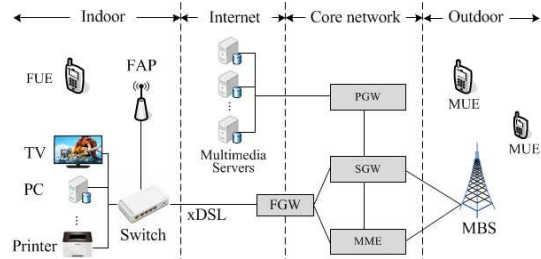 Indoor
Internet
Core network
Outdoor
FUE
FAP
MUE
MUE
PGW
TV
Multimedia
Servers
PC
SGW
FGW
xDSL
Switch
MBS
Printer
MME